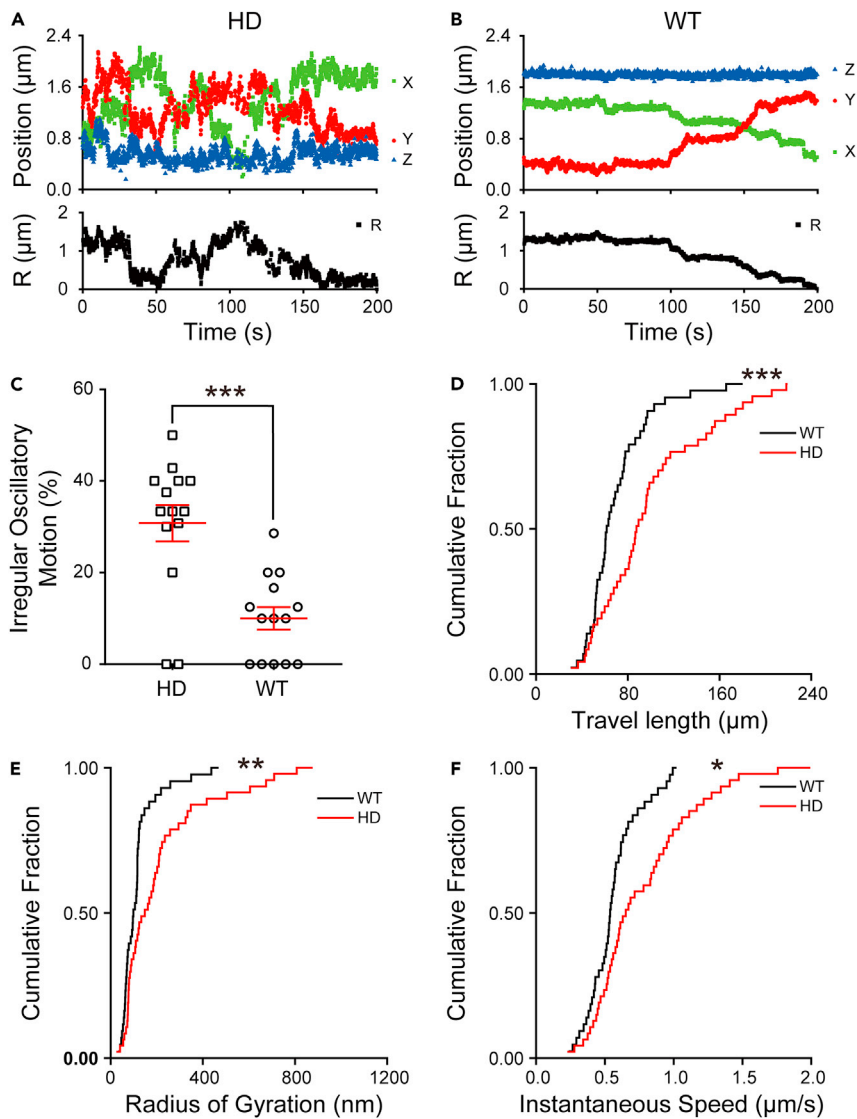 A
HD
Position (µm)
2.4
1.6
0.8
0.0
X
Y
Z
R (µm)
2
1
0
R
0 50 100 150 200
Time (s)
B
WT
Position (µm)
2.4
1.6
0.8
0.0
Z
Y
X
R (µm)
2
1
0
R
0 50 100 150 200
Time (s)
C
Irregular Oscillatory
Motion (%)
60
40
20
0
***
HD WT
D
Cumulative Fraction
1.00
0.50
0.00
***
WT
HD
0 80 160 240
Travel length (µm)
E
Cumulative Fraction
1.00
0.50
0.00
**
WT
HD
0 400 800 1200
Radius of Gyration (nm)
F
Cumulative Fraction
1.00
0.50
0.00
*
WT
HD
0.0 0.5 1.0 1.5 2.0
Instantaneous Speed (µm/s)